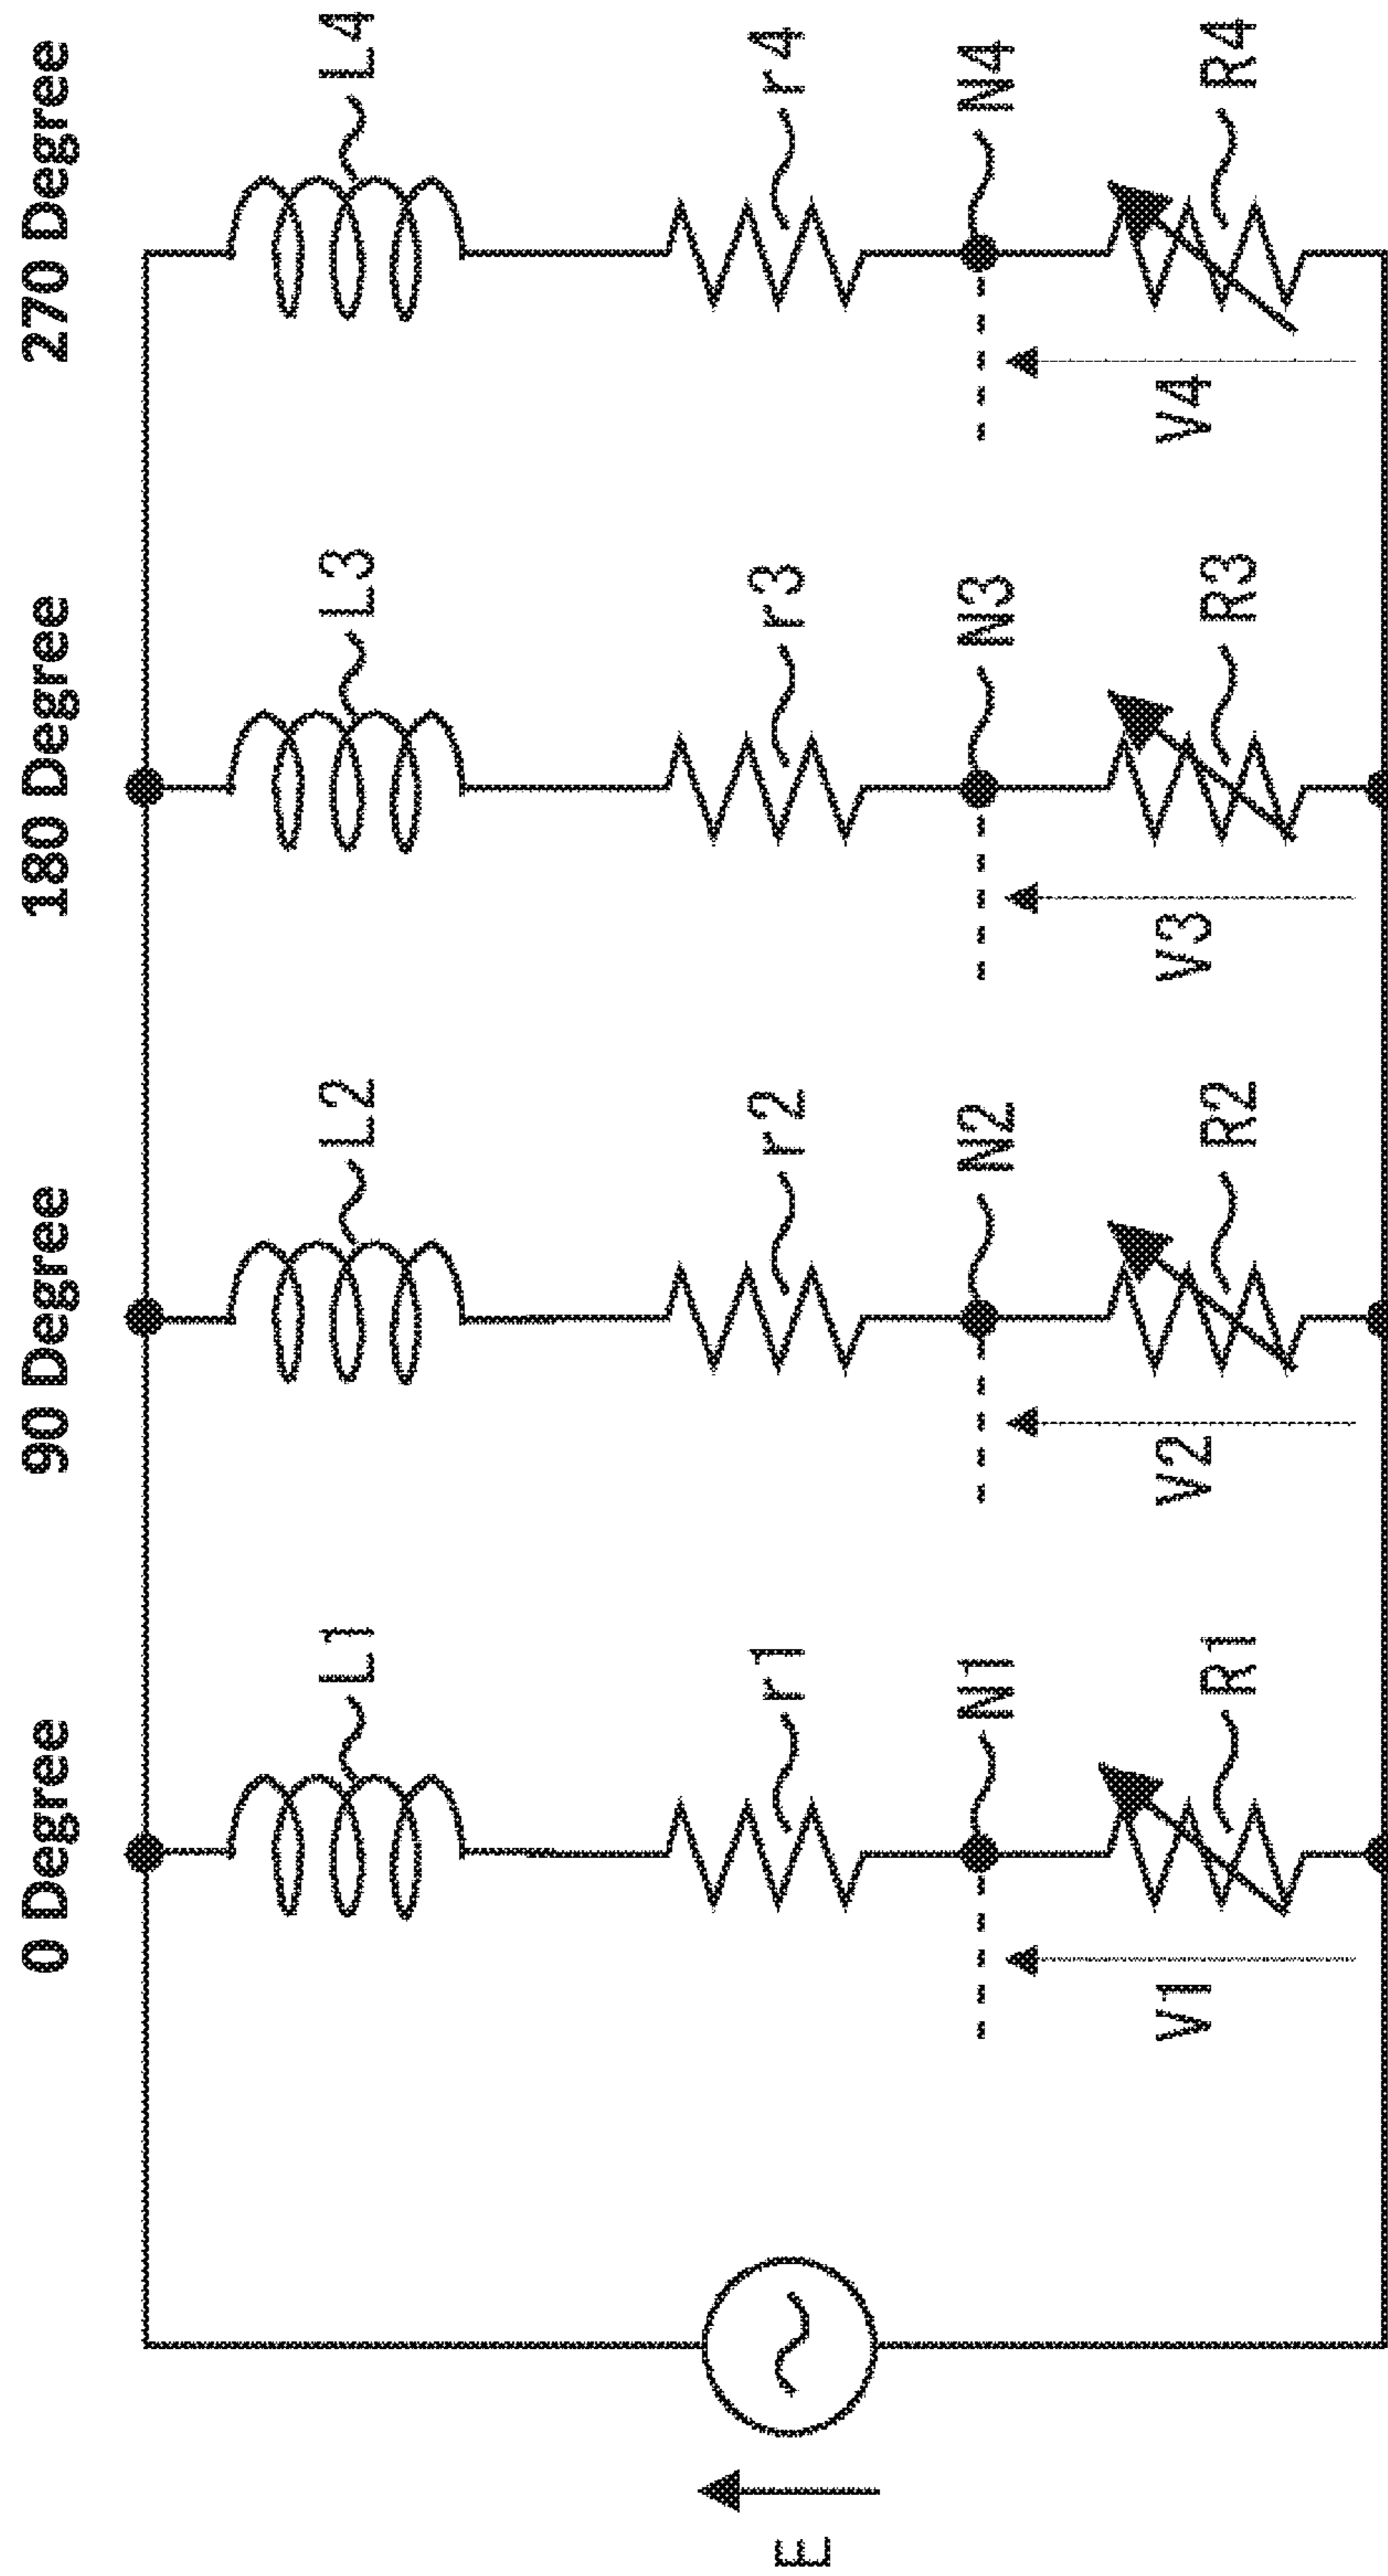 0 Degree
90 Degree
180 Degree
270 Degree
L1
L2
L3
L4
r1
r2
r3
r4
E
N1
N2
N3
N4
V1
R1
V2
R2
V3
R3
V4
R4